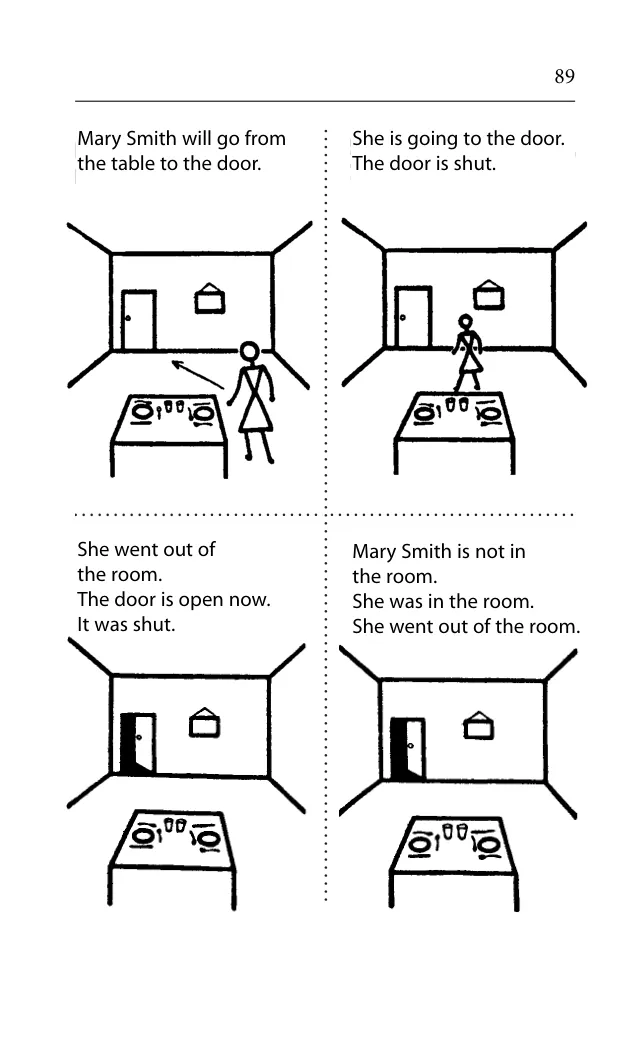 89
Mary Smith will go from
the table to the door.
She is going to the door.
The door is shut.
She went out of
the room.
The door is open now.
It was shut.
Mary Smith is not in
the room.
She was in the room.
She went out of the room.